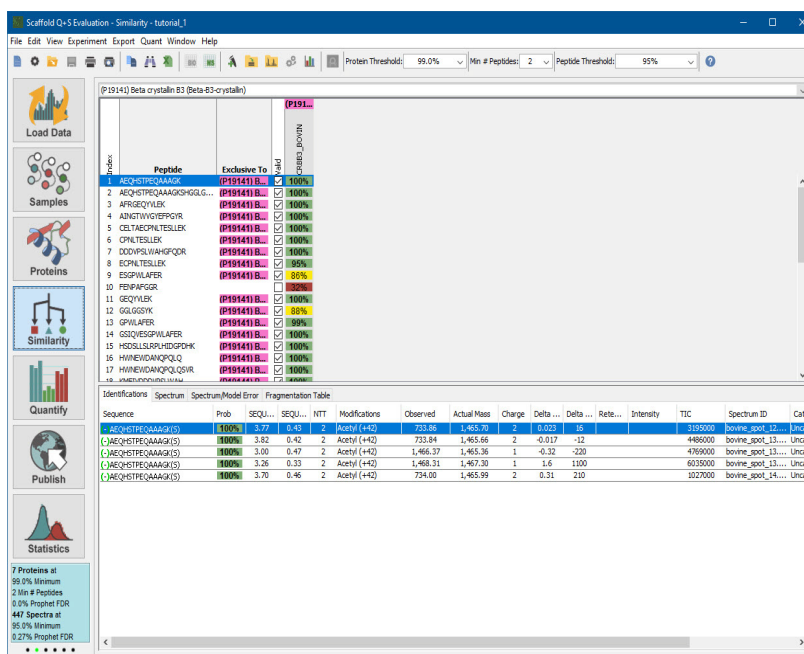 Scaffold Q+S Evaluation - Similarity - tutorial_1
File Edit View Experiment Export Quant Window Help
Protein Threshold: 99.0% Min # Peptides: 2 Peptide Threshold: 95%
(P19141) Beta crystallin B3 (Beta-B3-crystallin)
Load Data
Samples
Proteins
Similarity
Quantify
Publish
Statistics
7 Proteins at
99.0% Minimum
2 Min # Peptides
0.0% Prophet FDR
447 Spectra at
95.0% Minimum
0.27% Prophet FDR
(P191...
Index Peptide Exclusive To Valid CRBB3_BOVIN
1 AEQHSTPEQAAAGK (P19141) B... 100%
2 AEQHSTPEQAAAGKSHGGLG... (P19141) B... 100%
3 AFRGEQYVLEK (P19141) B... 100%
4 AINGTWVGYEFPGYR (P19141) B... 100%
5 CELTAECPNLTESLLEK (P19141) B... 100%
6 CPNLTESLLEK (P19141) B... 100%
7 DDDVPSLWAHGFQDR (P19141) B... 100%
8 ECPNLTESLLEK (P19141) B... 95%
9 ESGPWLAFER (P19141) B... 86%
10 FENPAFGGR 32%
11 GEQYVLEK (P19141) B... 100%
12 GGLGGSYK (P19141) B... 88%
13 GPWLAFER (P19141) B... 99%
14 GSIQVESGPWLAFER (P19141) B... 100%
15 HSDSLLSLRPLHIDGPDHK (P19141) B... 100%
16 HWNEWDANQPQLQ (P19141) B... 100%
17 HWNEWDANQPQLQSVR (P19141) B... 100%
Identifications Spectrum Spectrum/Model Error Fragmentation Table
Sequence Prob SEQU... SEQU... NTT Modifications Observed Actual Mass Charge Delta ... Delta ... Rete... Intensity TIC Spectrum ID Cat
(-)AEQHSTPEQAAAGK(S) 100% 3.77 0.43 2 Acetyl (+42) 733.86 1,465.70 2 0.023 16 3195000 bovine_spot_12.... Unca
(-)AEQHSTPEQAAAGK(S) 100% 3.82 0.42 2 Acetyl (+42) 733.84 1,465.66 2 -0.017 -12 4486000 bovine_spot_13.... Unca
(-)AEQHSTPEQAAAGK(S) 100% 3.00 0.47 2 Acetyl (+42) 1,466.37 1,465.36 1 -0.32 -220 4769000 bovine_spot_13.... Unca
(-)AEQHSTPEQAAAGK(S) 100% 3.26 0.33 2 Acetyl (+42) 1,468.31 1,467.30 1 1.6 1100 6035000 bovine_spot_13.... Unca
(-)AEQHSTPEQAAAGK(S) 100% 3.70 0.46 2 Acetyl (+42) 734.00 1,465.99 2 0.31 210 1027000 bovine_spot_14.... Unca